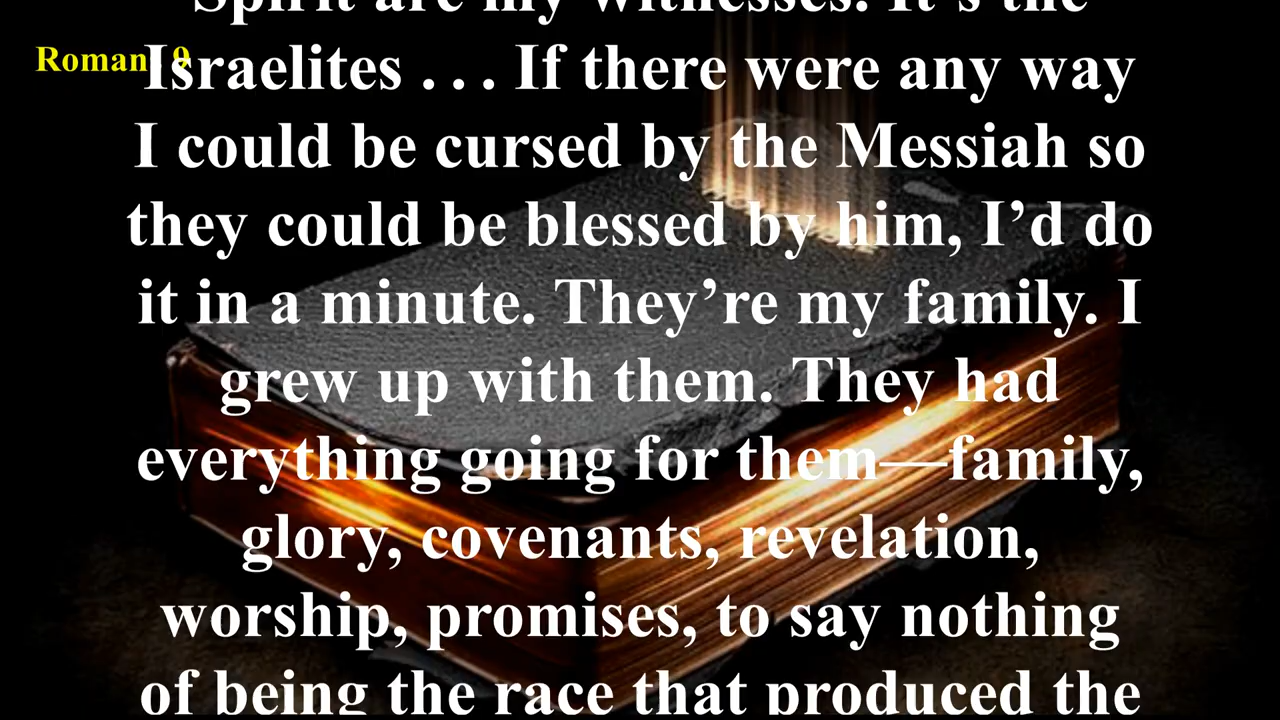 Spirit are my witnesses. It's the
Roman 9
Israelites . . . If there were any way
I could be cursed by the Messiah so
they could be blessed by him, I’d do
it in a minute. They’re my family. I
grew up with them. They had
everything going for them—family,
glory, covenants, revelation,
worship, promises, to say nothing
of being the race that produced the